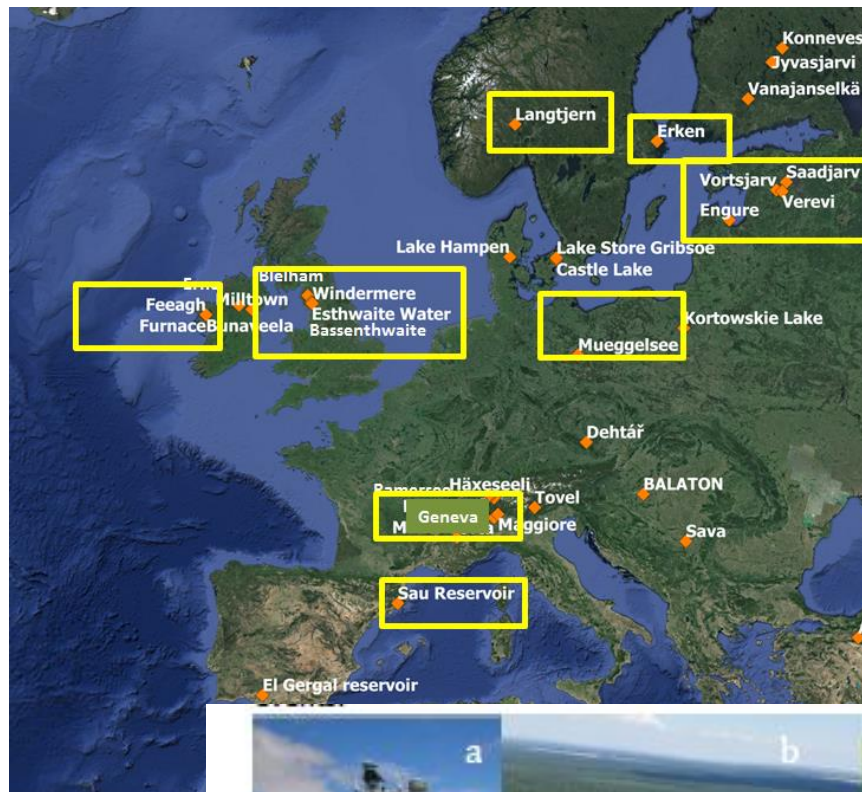 Konneves
Jyvasjarvi
Vanajanselkä
Langtjern
Erken
Saadjarv
Vortsjarv
Verevi
Engure
Lake Hampen
Lake Store Gribsoe
Castle Lake
Bielham
Windermere
Milltown
Feeagh
Esthwaite Water
Furnace
Bunaveela
Bassenthwaite
Kortowskie Lake
Mueggelsee
Dehtář
BALATON
Häxeseeli
Tovel
Geneva
Maggiore
Sava
Sau Reservoir
El Gergal reservoir
a
b